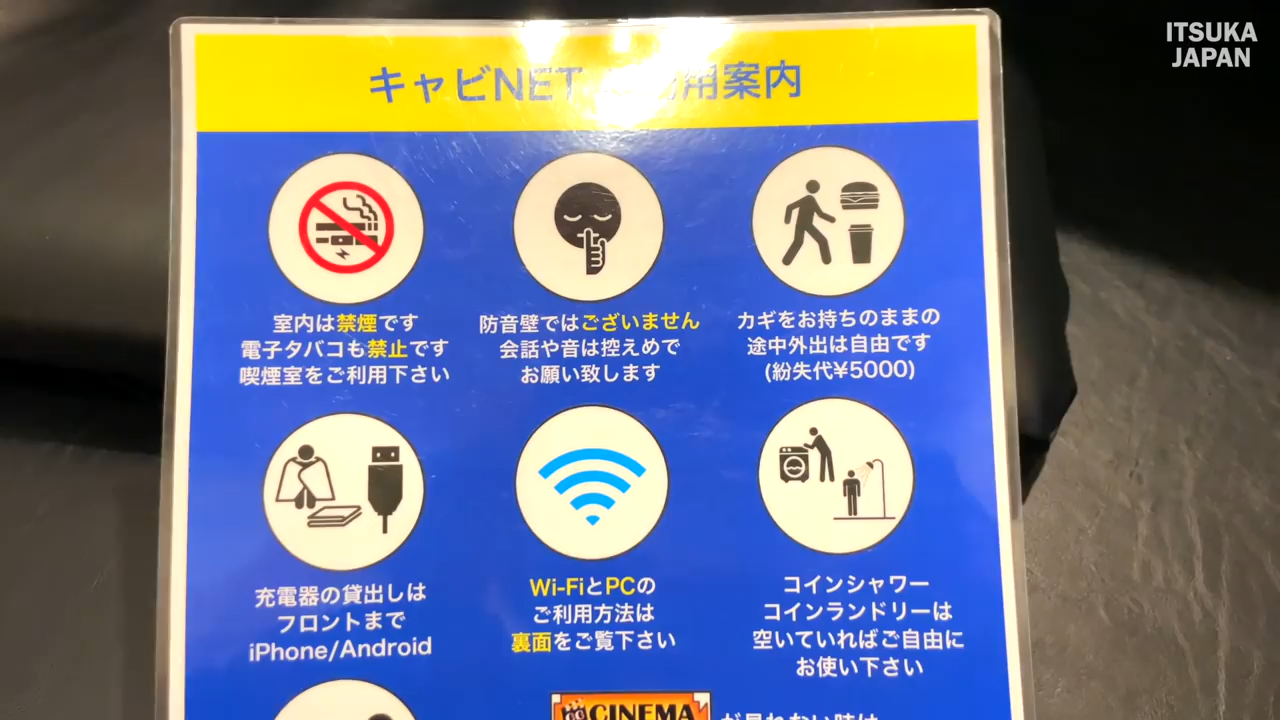 ITSUKA
JAPAN
キャビNET 用案内
室内は禁煙です
電子タバコも禁止です
喫煙室をご利用下さい
防音壁ではございません
会話や音は控えめで
お願い致します
カギをお持ちのままの
途中外出は自由です
(紛失代¥5000)
充電器の貸出しは
フロントまで
iPhone/Android
Wi-FiとPCの
ご利用方法は
裏面をご覧下さい
コインシャワー
コインランドリーは
空いていればご自由に
お使い下さい
CINEMA